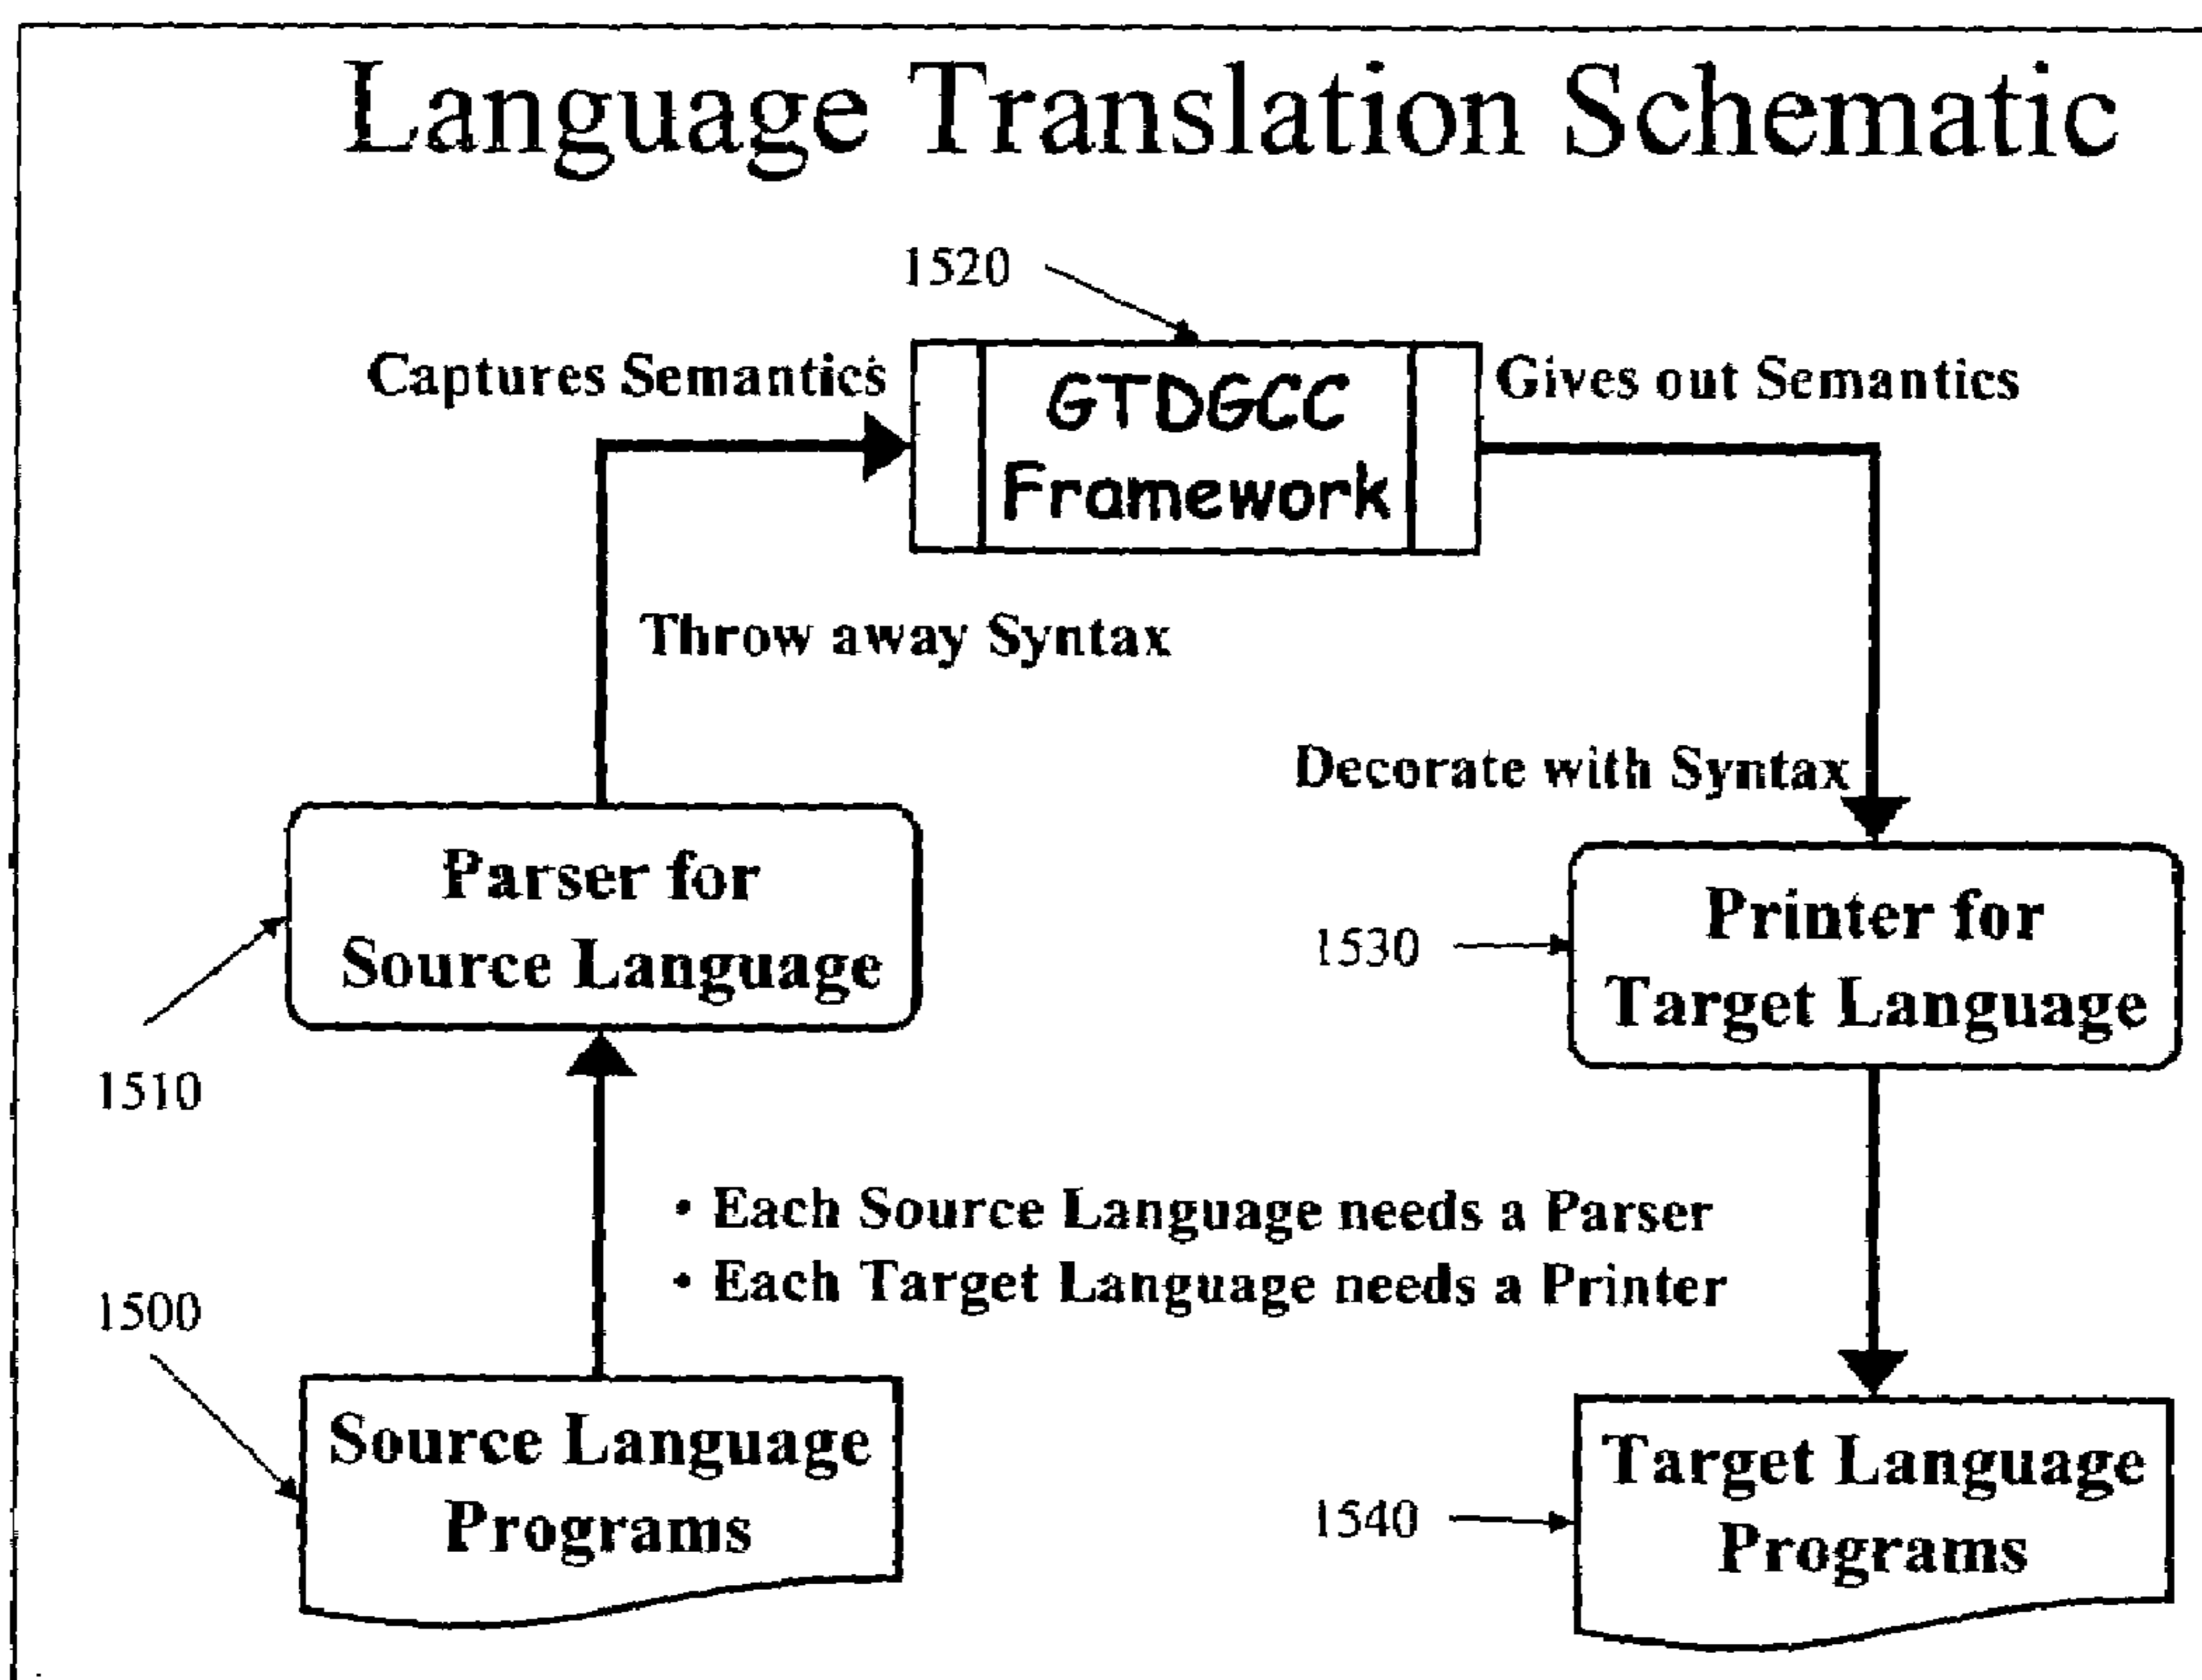 Language Translation Schematic
1520
Captures Semantics
GTDGCC
Framework
Gives out Semantics
Throw away Syntax
Decorate with Syntax
Parser for
Source Language
1510
Printer for
Target Language
1530
• Each Source Language needs a Parser
• Each Target Language needs a Printer
1500
Source Language
Programs
1540
Target Language
Programs